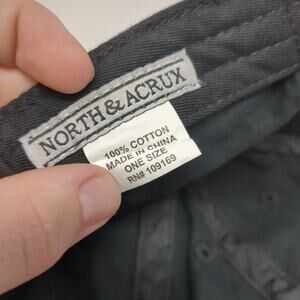 NORTH & ACRUX
100% COTTON
MADE IN CHINA
ONE SIZE
RN# 109169